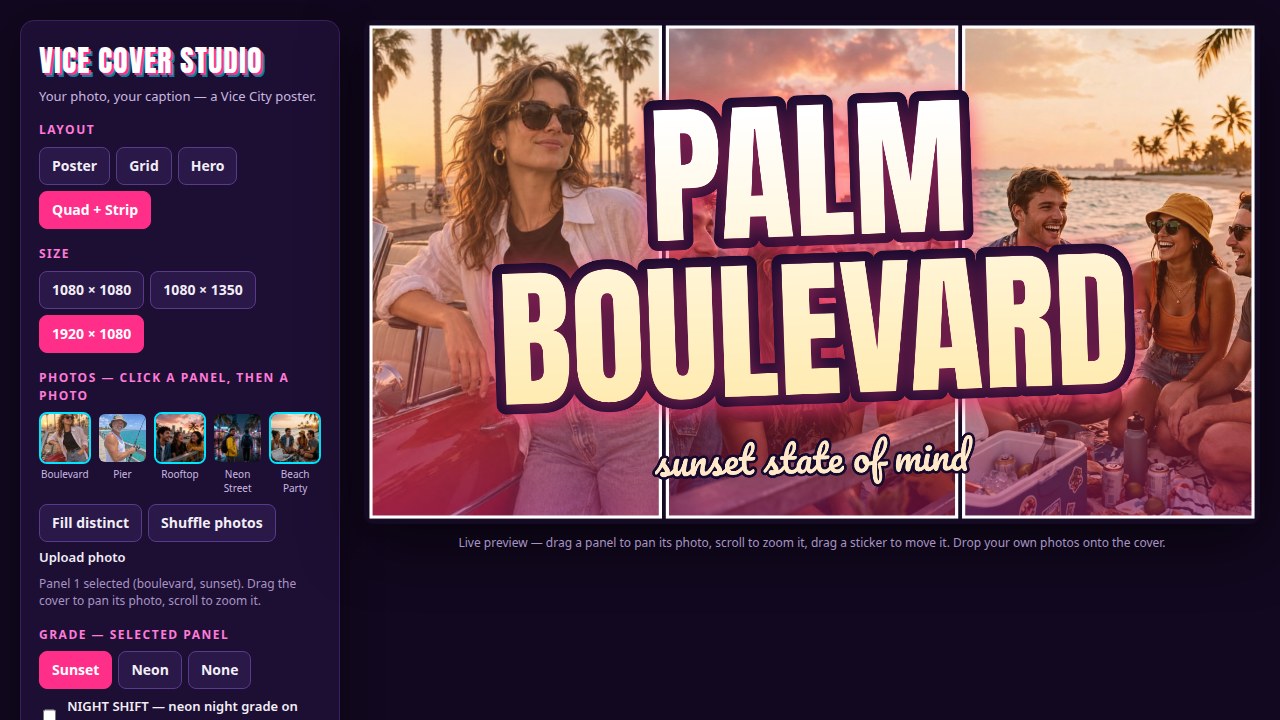 VICE COVER STUDIO
Your photo, your caption — a Vice City poster.
LAYOUT
Poster
Grid
Hero
Quad + Strip
SIZE
1080 × 1080
1080 × 1350
1920 × 1080
PHOTOS — CLICK A PANEL, THEN A
PHOTO
Boulevard
Pier
Rooftop
Neon
Street
Beach
Party
Fill distinct
Shuffle photos
Upload photo
Panel 1 selected (boulevard, sunset). Drag the
cover to pan its photo, scroll to zoom it.
GRADE — SELECTED PANEL
Sunset
Neon
None
NIGHT SHIFT — neon night grade on
PALM
BOULEVARD
sunset state of mind
Live preview — drag a panel to pan its photo, scroll to zoom it, drag a sticker to move it. Drop your own photos onto the cover.